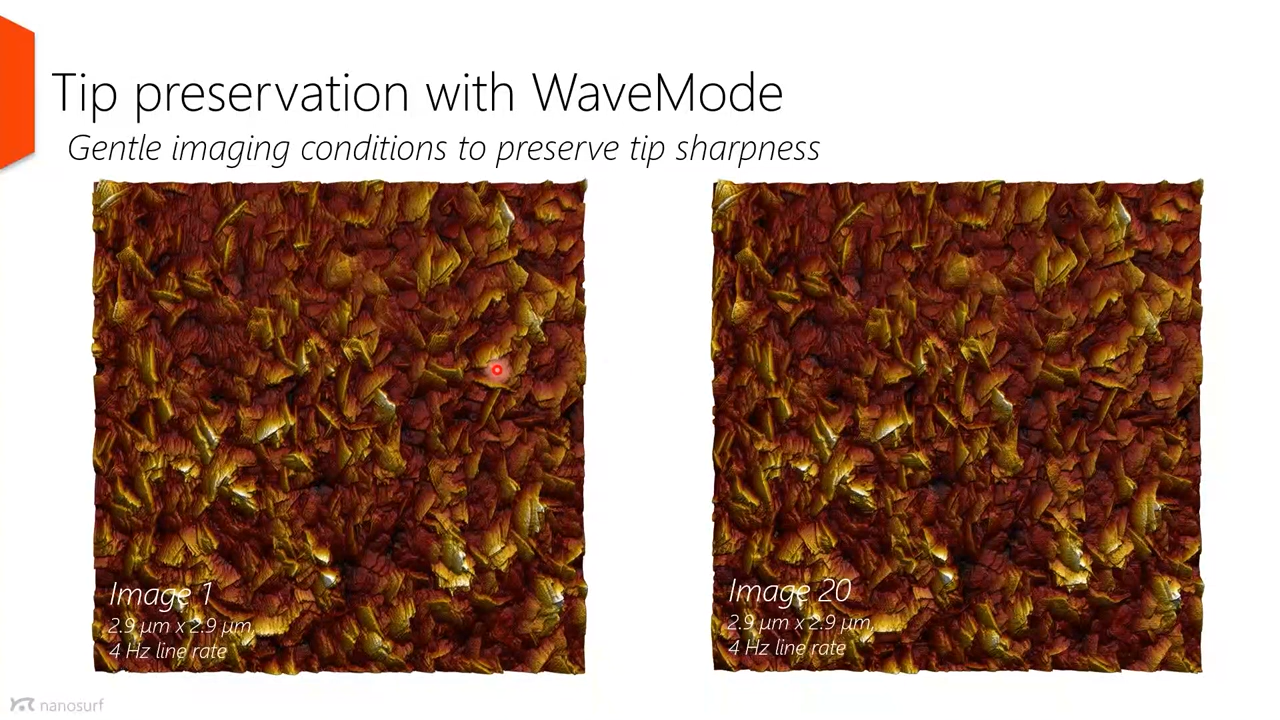 Tip preservation with WaveMode
Gentle imaging conditions to preserve tip sharpness
Image 1
2.9 µm x 2.9 µm,
4 Hz line rate
Image 20
2.9 µm x 2.9 µm,
4 Hz line rate
nanosurf